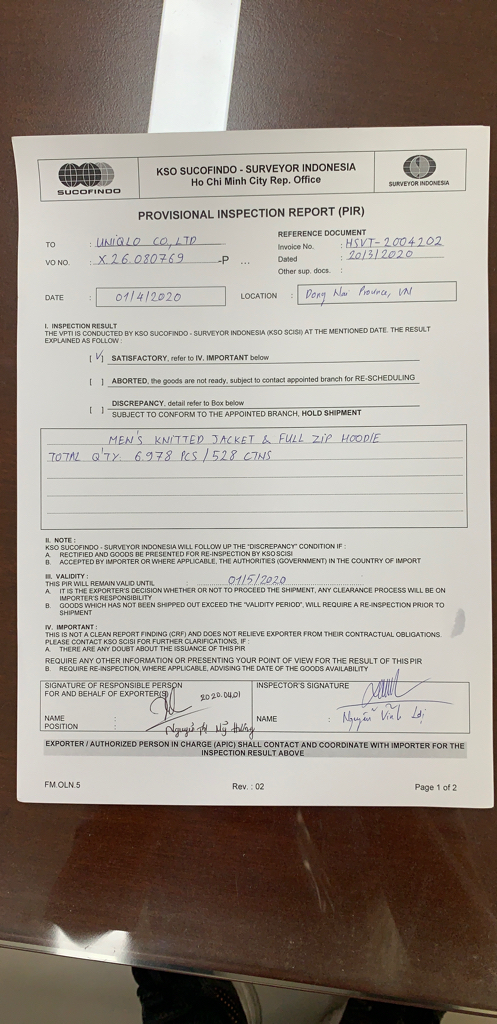 SUCOFINDO
KSO SUCOFINDO - SURVEYOR INDONESIA
Ho Chi Minh City Rep. Office
SURVEYOR INDONESIA
PROVISIONAL INSPECTION REPORT (PIR)
TO : UNIQLO CO., LTD
VO NO. : X 26.080769 -P ...
REFERENCE DOCUMENT
Invoice No. : HSVT-2004202
Dated : 20/3/2020
Other sup. docs. :
DATE : 01/4/2020
LOCATION : Dong Nai Province, VN
I. INSPECTION RESULT
THE VPTI IS CONDUCTED BY KSO SUCOFINDO - SURVEYOR INDONESIA (KSO SCISI) AT THE MENTIONED DATE. THE RESULT
EXPLAINED AS FOLLOW :
[ V ] SATISFACTORY, refer to IV. IMPORTANT below
[ ] ABORTED, the goods are not ready, subject to contact appointed branch for RE-SCHEDULING
[ ] DISCREPANCY, detail refer to Box below
SUBJECT TO CONFORM TO THE APPOINTED BRANCH, HOLD SHIPMENT
MEN'S KNITTED JACKET & FULL ZIP HOODIE
TOTAL Q'TY: 6.978 PCS / 528 CTNS
II. NOTE :
KSO SUCOFINDO - SURVEYOR INDONESIA WILL FOLLOW UP THE "DISCREPANCY" CONDITION IF :
A. RECTIFIED AND GOODS BE PRESENTED FOR RE-INSPECTION BY KSO SCISI
B. ACCEPTED BY IMPORTER OR WHERE APPLICABLE, THE AUTHORITIES (GOVERNMENT) IN THE COUNTRY OF IMPORT
III. VALIDITY :
THIS PIR WILL REMAIN VALID UNTIL : 01/5/2020
A. IT IS THE EXPORTER'S DECISION WHETHER OR NOT TO PROCEED THE SHIPMENT, ANY CLEARANCE PROCESS WILL BE ON
IMPORTER'S RESPONSIBILITY
B. GOODS WHICH HAS NOT BEEN SHIPPED OUT EXCEED THE "VALIDITY PERIOD", WILL REQUIRE A RE-INSPECTION PRIOR TO
SHIPMENT
IV. IMPORTANT :
THIS IS NOT A CLEAN REPORT FINDING (CRF) AND DOES NOT RELIEVE EXPORTER FROM THEIR CONTRACTUAL OBLIGATIONS.
PLEASE CONTACT KSO SCISI FOR FURTHER CLARIFICATIONS, IF :
A. THERE ARE ANY DOUBT ABOUT THE ISSUANCE OF THIS PIR
REQUIRE ANY OTHER INFORMATION OR PRESENTING YOUR POINT OF VIEW FOR THE RESULT OF THIS PIR
B. REQUIRE RE-INSPECTION, WHERE APPLICABLE, ADVISING THE DATE OF THE GOODS AVAILABILITY
SIGNATURE OF RESPONSIBLE PERSON
FOR AND BEHALF OF EXPORTER(S)
2020.04.01
NAME :
POSITION : Nguyễn Thị Mỹ Hường
INSPECTOR'S SIGNATURE
NAME : Nguyễn Vĩnh Lợi
EXPORTER / AUTHORIZED PERSON IN CHARGE (APIC) SHALL CONTACT AND COORDINATE WITH IMPORTER FOR THE
INSPECTION RESULT ABOVE
FM.OLN.5
Rev. : 02
Page 1 of 2